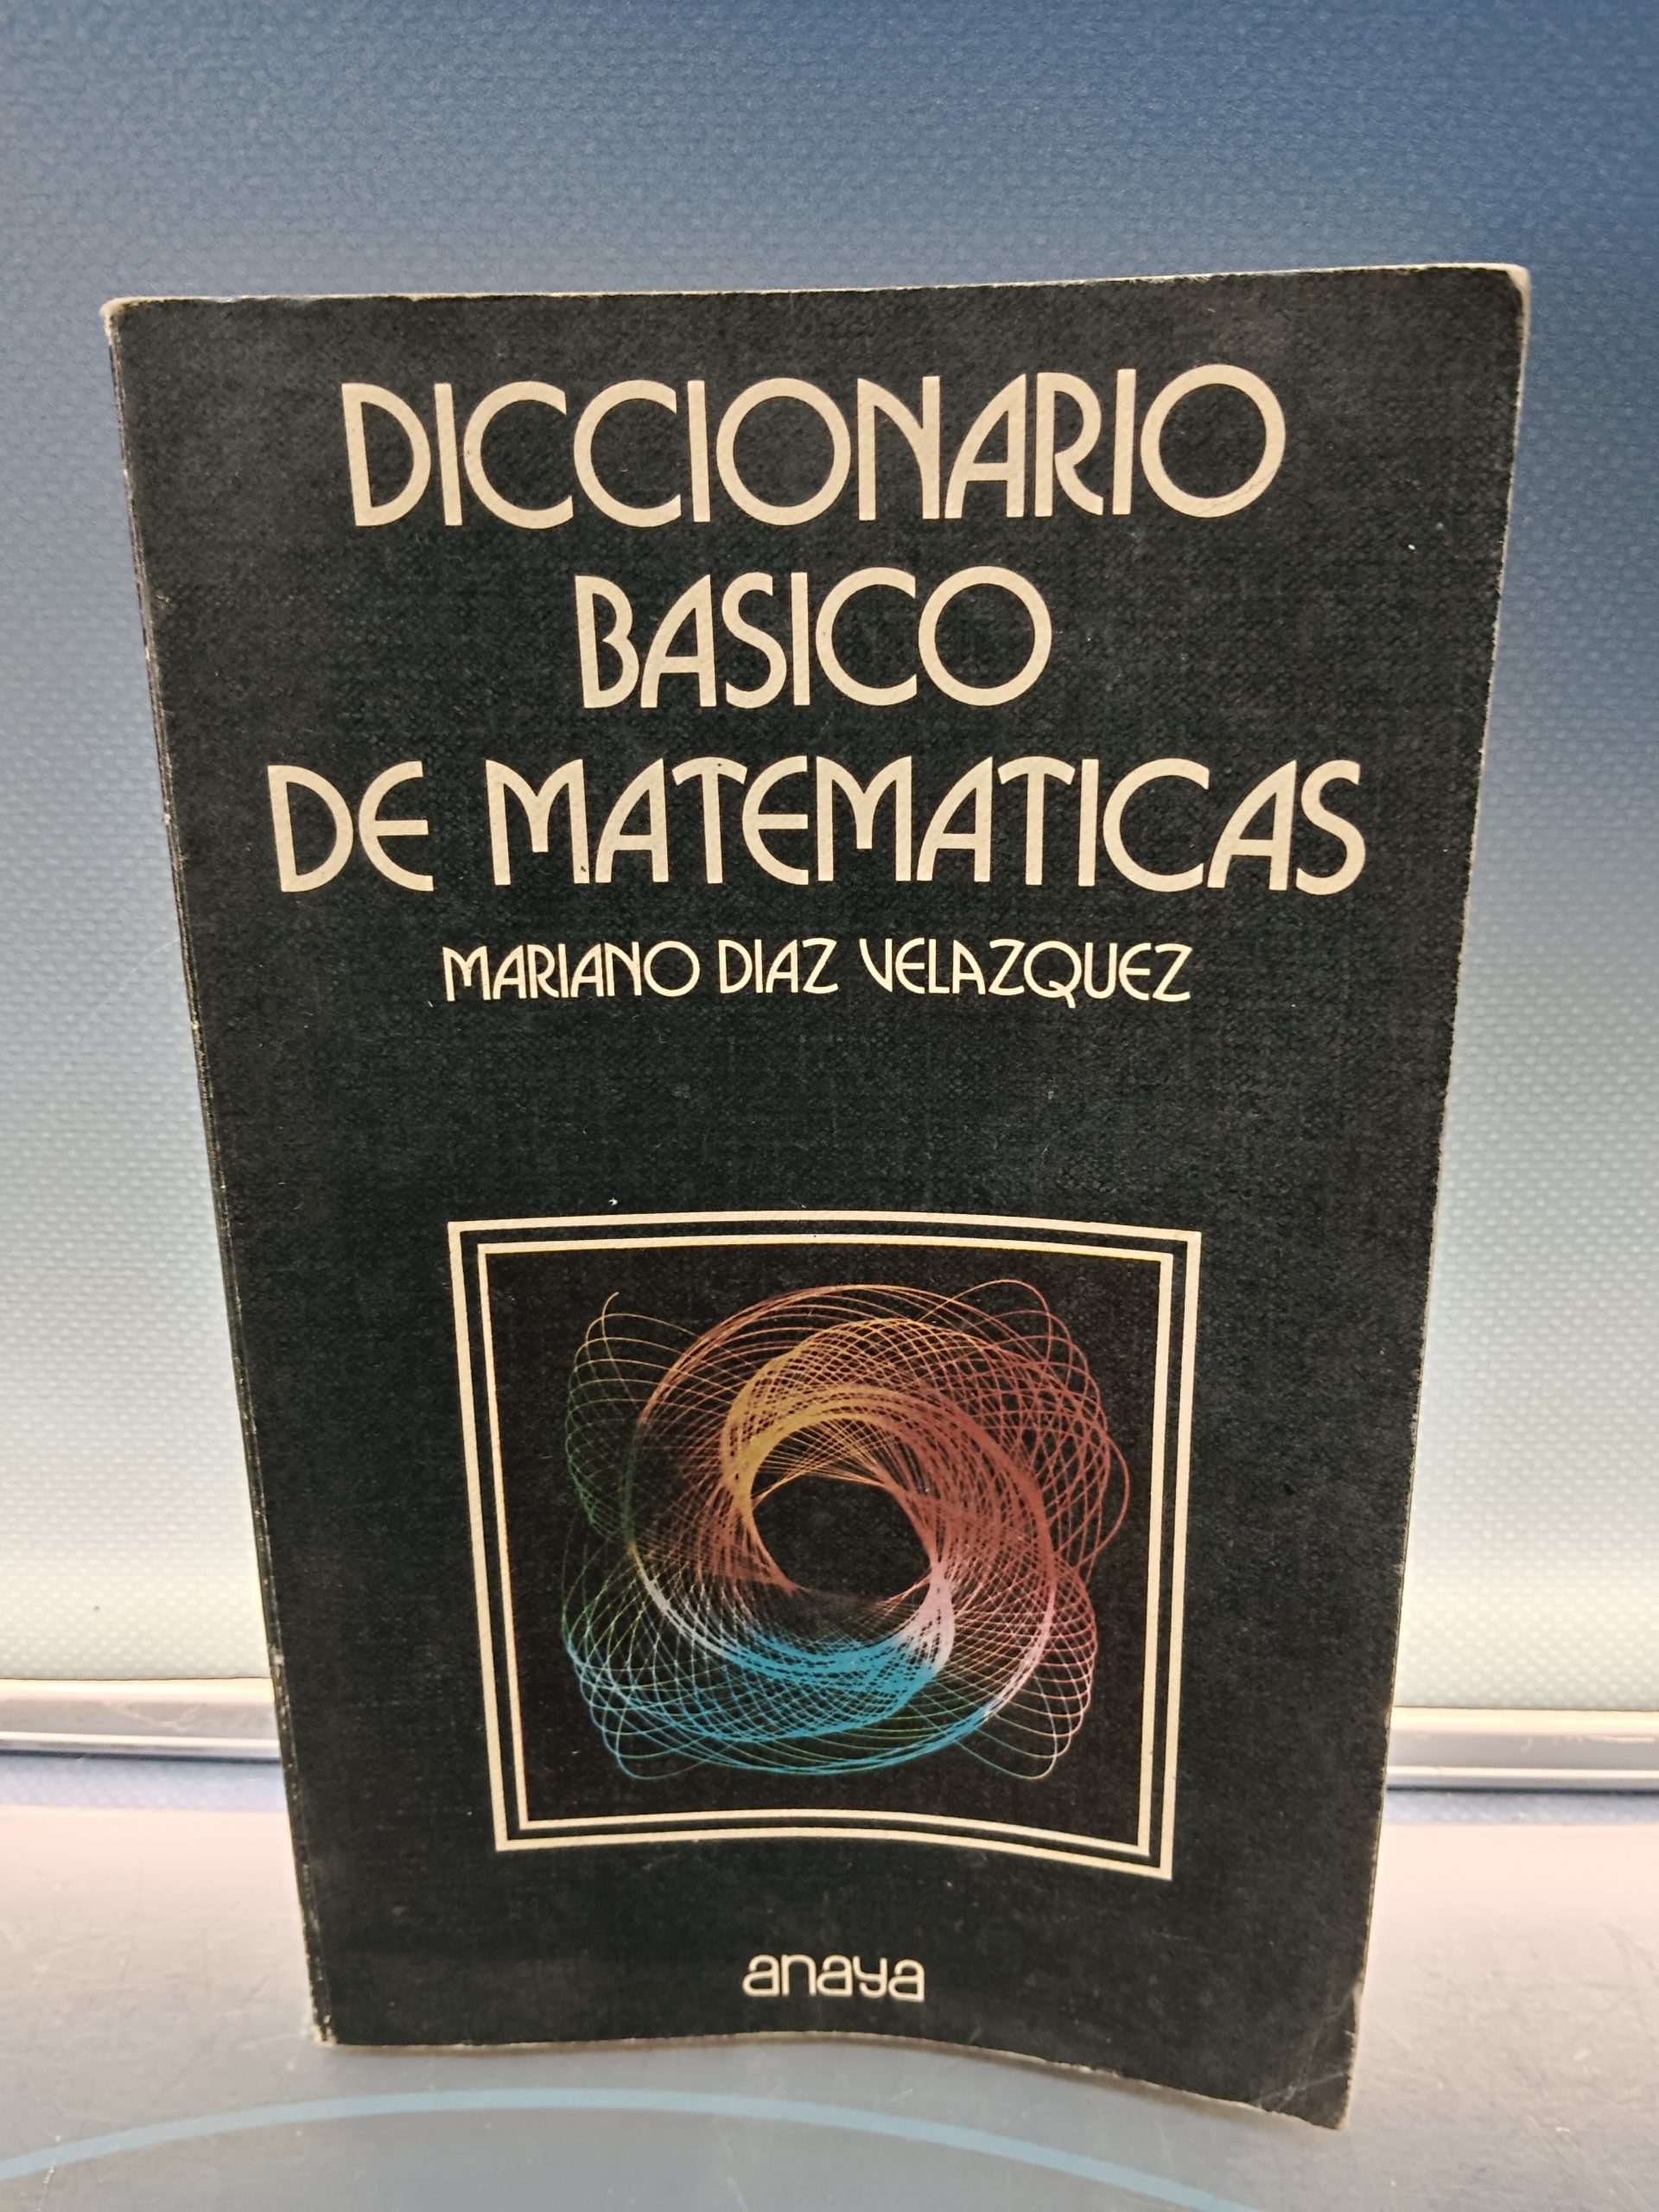 DICCIONARIO
BASICO
DE MATEMATICAS
MARIANO DIAZ VELAZQUEZ
anaya